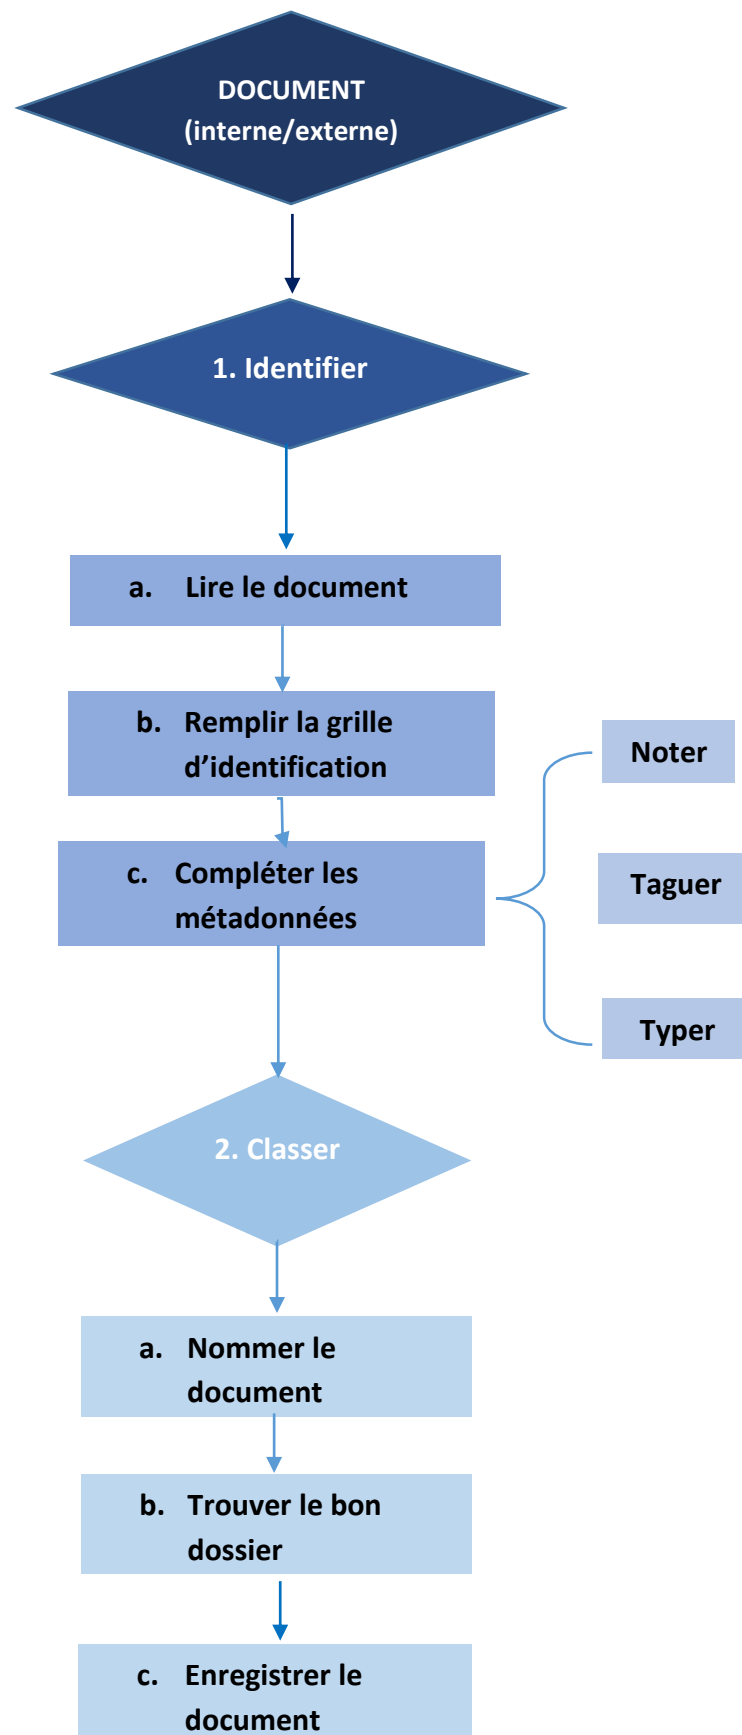 DOCUMENT
(interne/externe)
1. Identifier
a. Lire le document
b. Remplir la grille
d’identification
c. Compléter les
métadonnées
Noter
Taguer
Typer
2. Classer
a. Nommer le
document
b. Trouver le bon
dossier
c. Enregistrer le
document